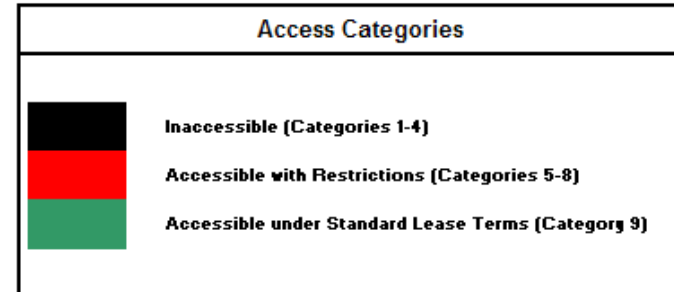 Access Categories
Inaccessible (Categories 1-4)
Accessible with Restrictions (Categories 5-8)
Accessible under Standard Lease Terms (Category 9)